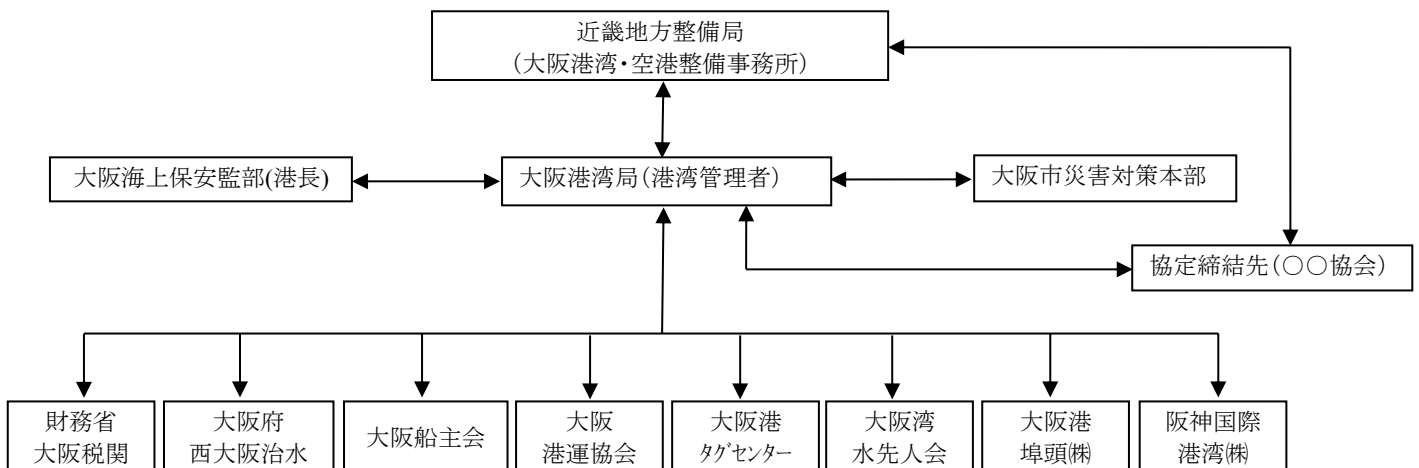 近畿地方整備局
（大阪港湾・空港整備事務所）
大阪海上保安監部(港長)
大阪港湾局（港湾管理者）
大阪市災害対策本部
協定締結先（○○協会）
財務省
大阪税関
大阪府
西大阪治水
大阪船主会
大阪
港運協会
大阪港
ﾀｸﾞｾﾝﾀｰ
大阪湾
水先人会
大阪港
埠頭㈱
阪神国際
港湾㈱